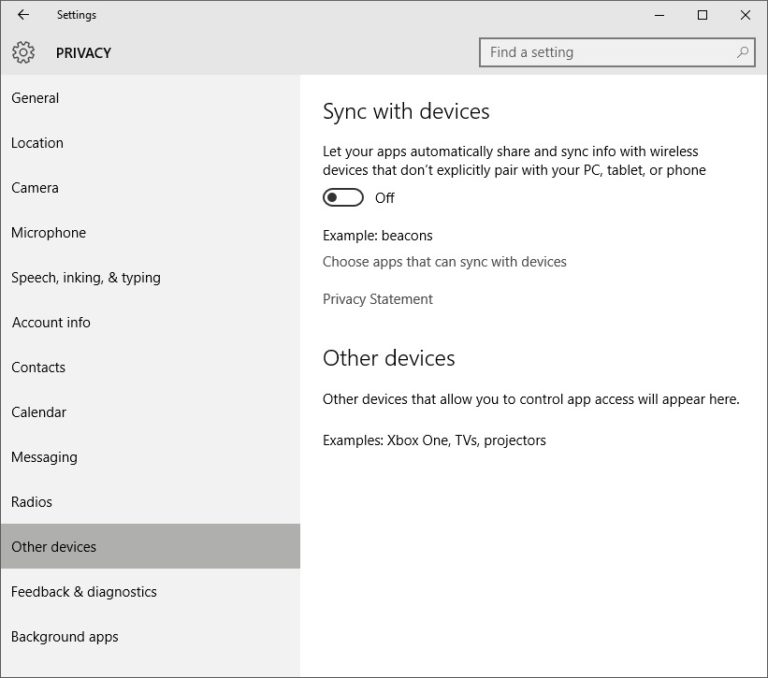 Settings
PRIVACY
Find a setting
General
Location
Camera
Microphone
Speech, inking, & typing
Account info
Contacts
Calendar
Messaging
Radios
Other devices
Feedback & diagnostics
Background apps
Sync with devices
Let your apps automatically share and sync info with wireless
devices that don't explicitly pair with your PC, tablet, or phone
Off
Example: beacons
Choose apps that can sync with devices
Privacy Statement
Other devices
Other devices that allow you to control app access will appear here.
Examples: Xbox One, TVs, projectors